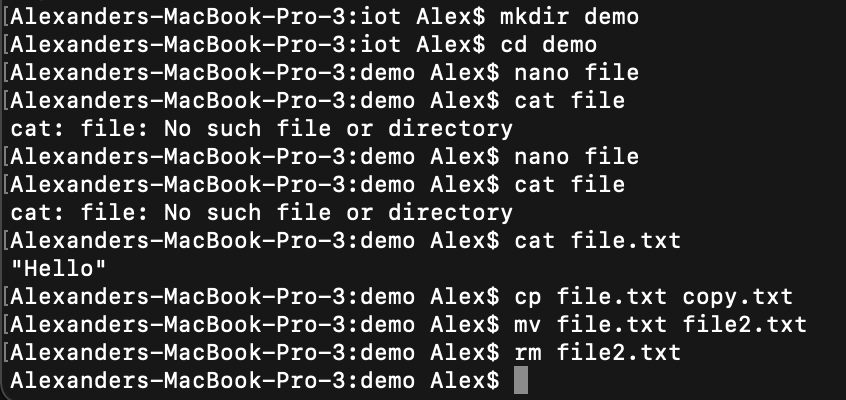 [Alexanders-MacBook-Pro-3:iot Alex$ mkdir demo
[Alexanders-MacBook-Pro-3:iot Alex$ cd demo
[Alexanders-MacBook-Pro-3:demo Alex$ nano file
[Alexanders-MacBook-Pro-3:demo Alex$ cat file
cat: file: No such file or directory
[Alexanders-MacBook-Pro-3:demo Alex$ nano file
[Alexanders-MacBook-Pro-3:demo Alex$ cat file
cat: file: No such file or directory
[Alexanders-MacBook-Pro-3:demo Alex$ cat file.txt
"Hello"
[Alexanders-MacBook-Pro-3:demo Alex$ cp file.txt copy.txt
[Alexanders-MacBook-Pro-3:demo Alex$ mv file.txt file2.txt
[Alexanders-MacBook-Pro-3:demo Alex$ rm file2.txt
Alexanders-MacBook-Pro-3:demo Alex$